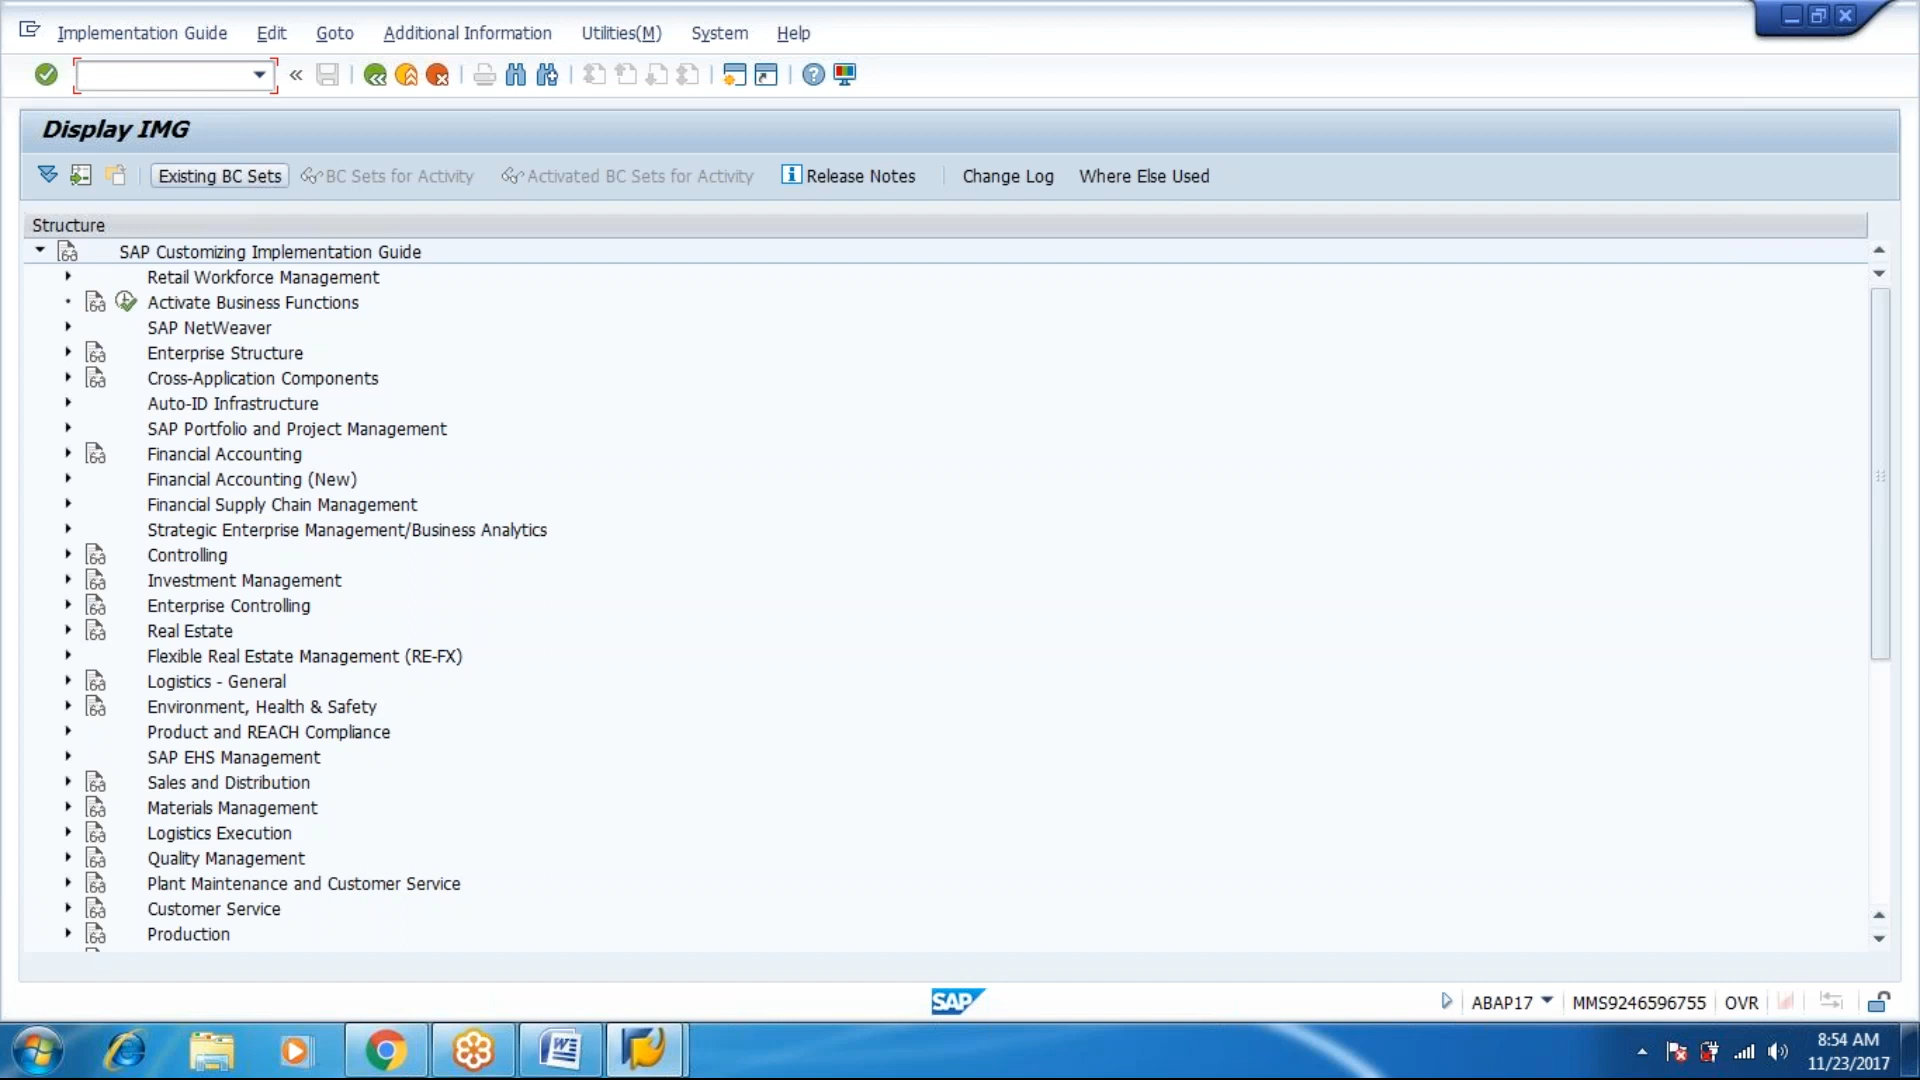 Implementation Guide Edit Goto Additional Information Utilities(M) System Help
Display IMG
Existing BC Sets BC Sets for Activity Activated BC Sets for Activity Release Notes Change Log Where Else Used
Structure
SAP Customizing Implementation Guide
Retail Workforce Management
Activate Business Functions
SAP NetWeaver
Enterprise Structure
Cross-Application Components
Auto-ID Infrastructure
SAP Portfolio and Project Management
Financial Accounting
Financial Accounting (New)
Financial Supply Chain Management
Strategic Enterprise Management/Business Analytics
Controlling
Investment Management
Enterprise Controlling
Real Estate
Flexible Real Estate Management (RE-FX)
Logistics - General
Environment, Health & Safety
Product and REACH Compliance
SAP EHS Management
Sales and Distribution
Materials Management
Logistics Execution
Quality Management
Plant Maintenance and Customer Service
Customer Service
Production
SAP ABAP17 MMS9246596755 OVR
8:54 AM
11/23/2017